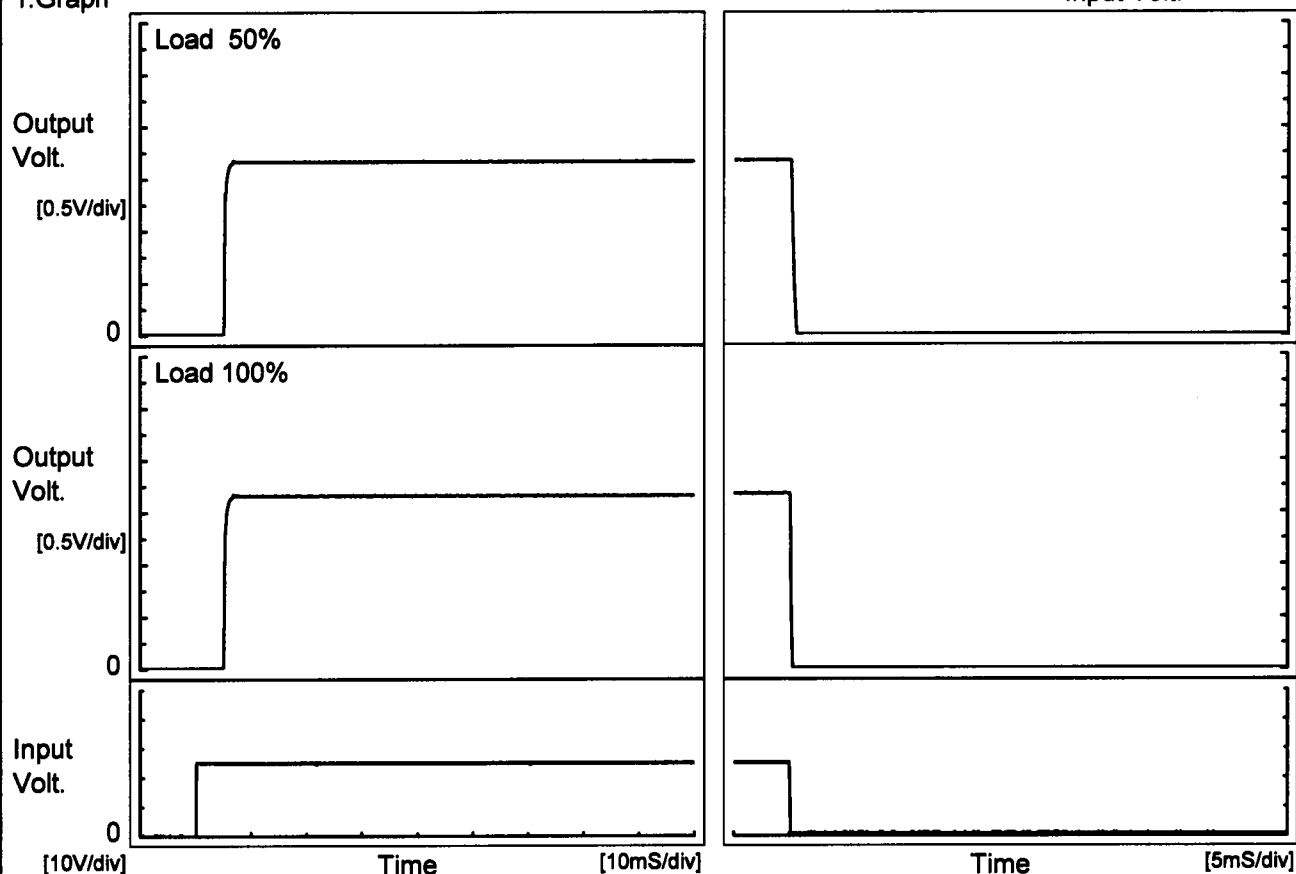 1.Graph
Input Volt.
Load 50%
Output
Volt.
[0.5V/div]
0
Load 100%
Output
Volt.
[0.5V/div]
0
Input
Volt.
0
[10V/div]
Time
[10mS/div]
Time
[5mS/div]